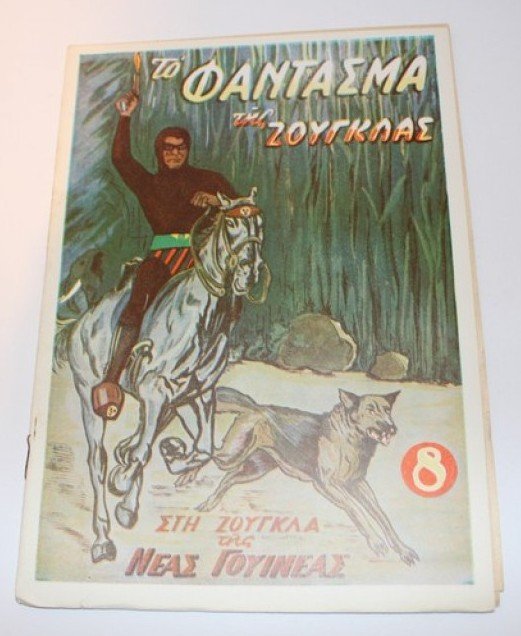 Το ΦΑΝΤΑΣΜΑ
τῆς ΖΟΥΓΚΛΑΣ
8
ΣΤΗ ΖΟΥΓΚΛΑ
τῆς
ΝΕΑΣ ΓΟΥΙΝΕΑΣ